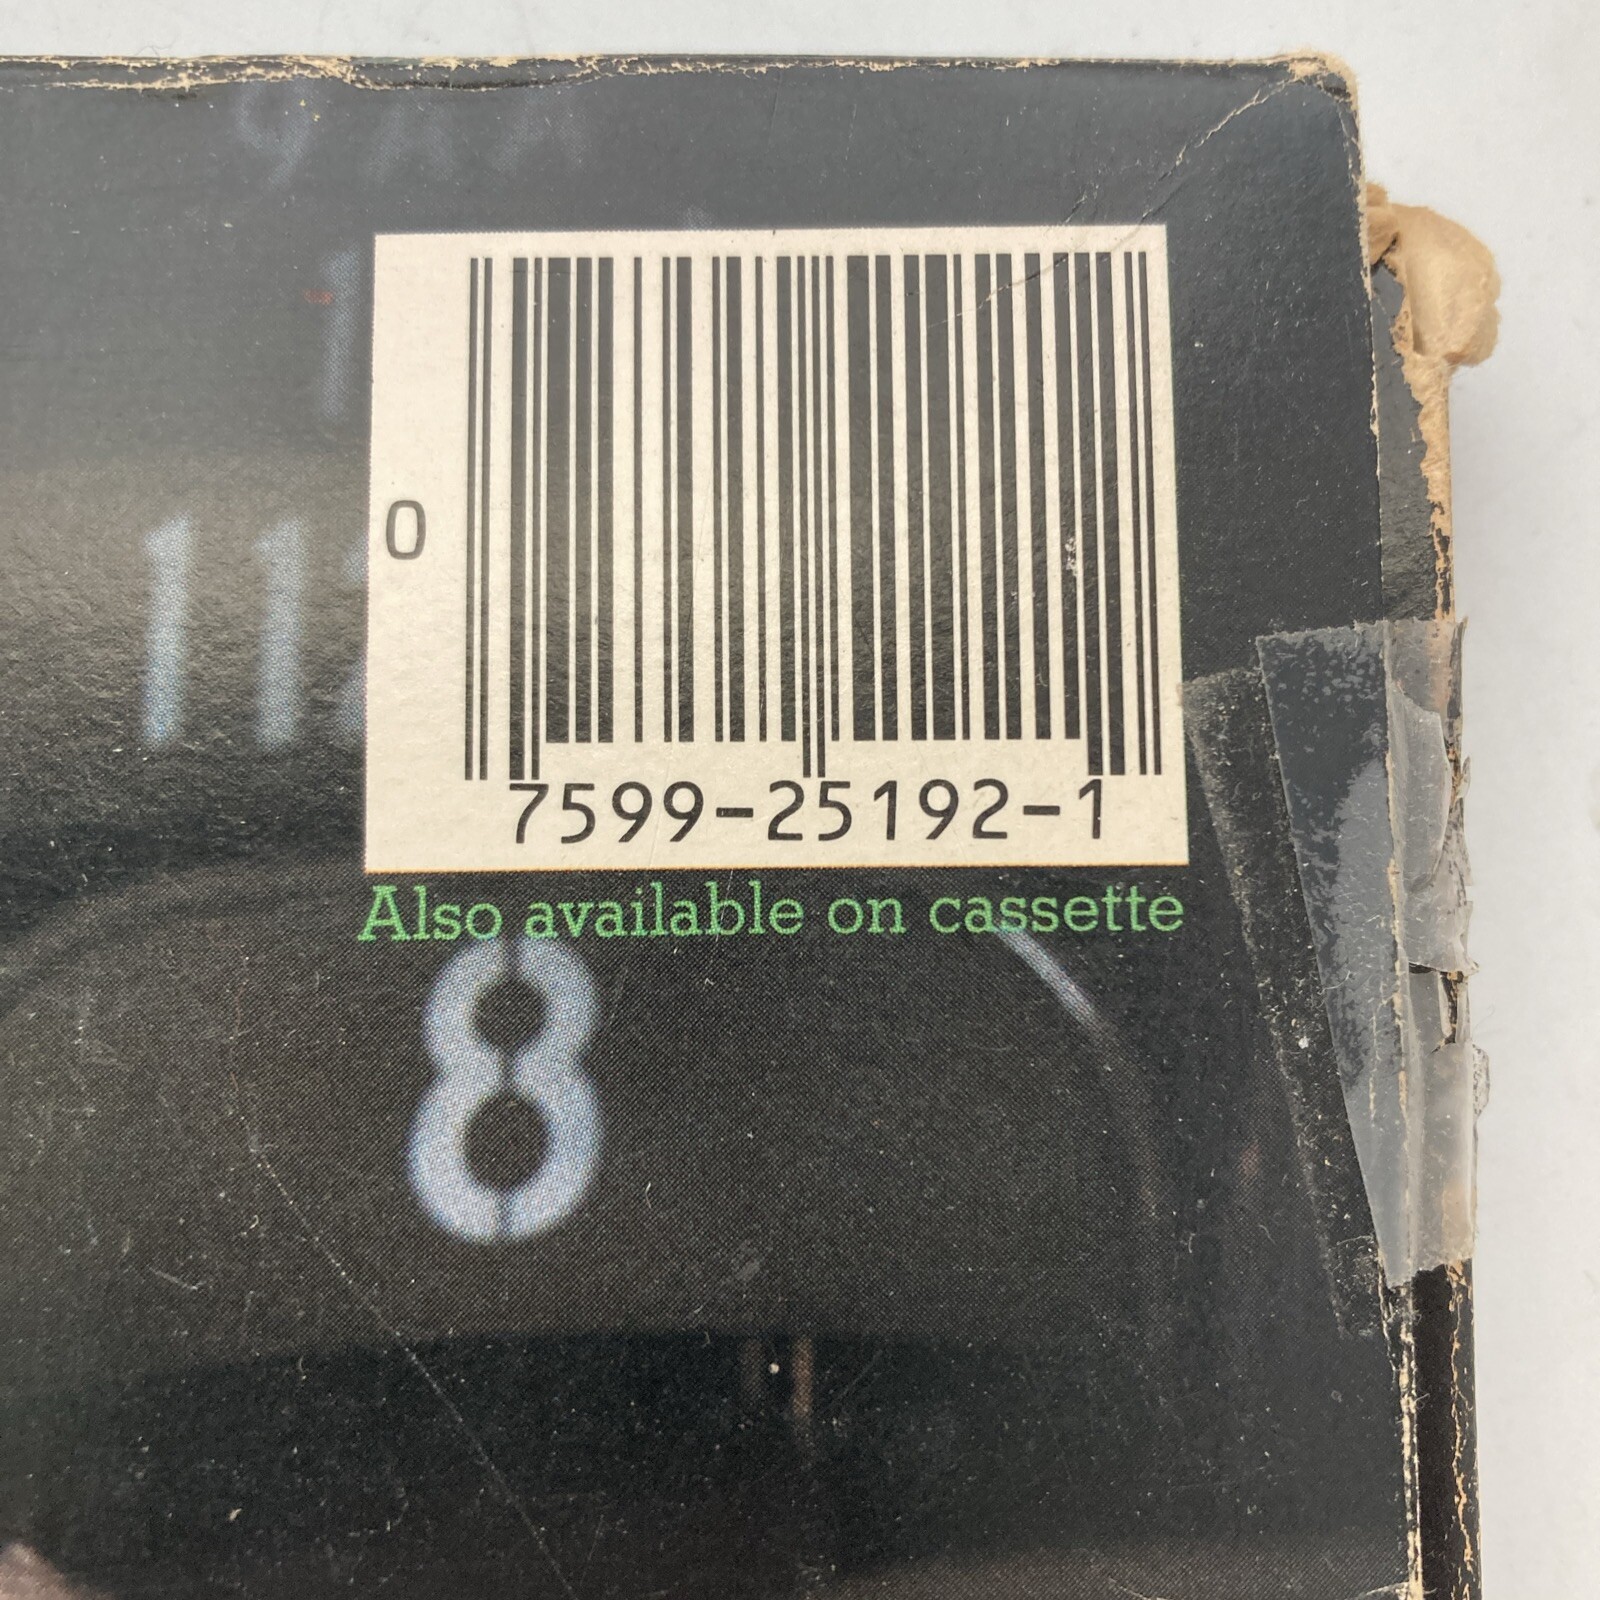 0
7599-25192-1
Also available on cassette
8